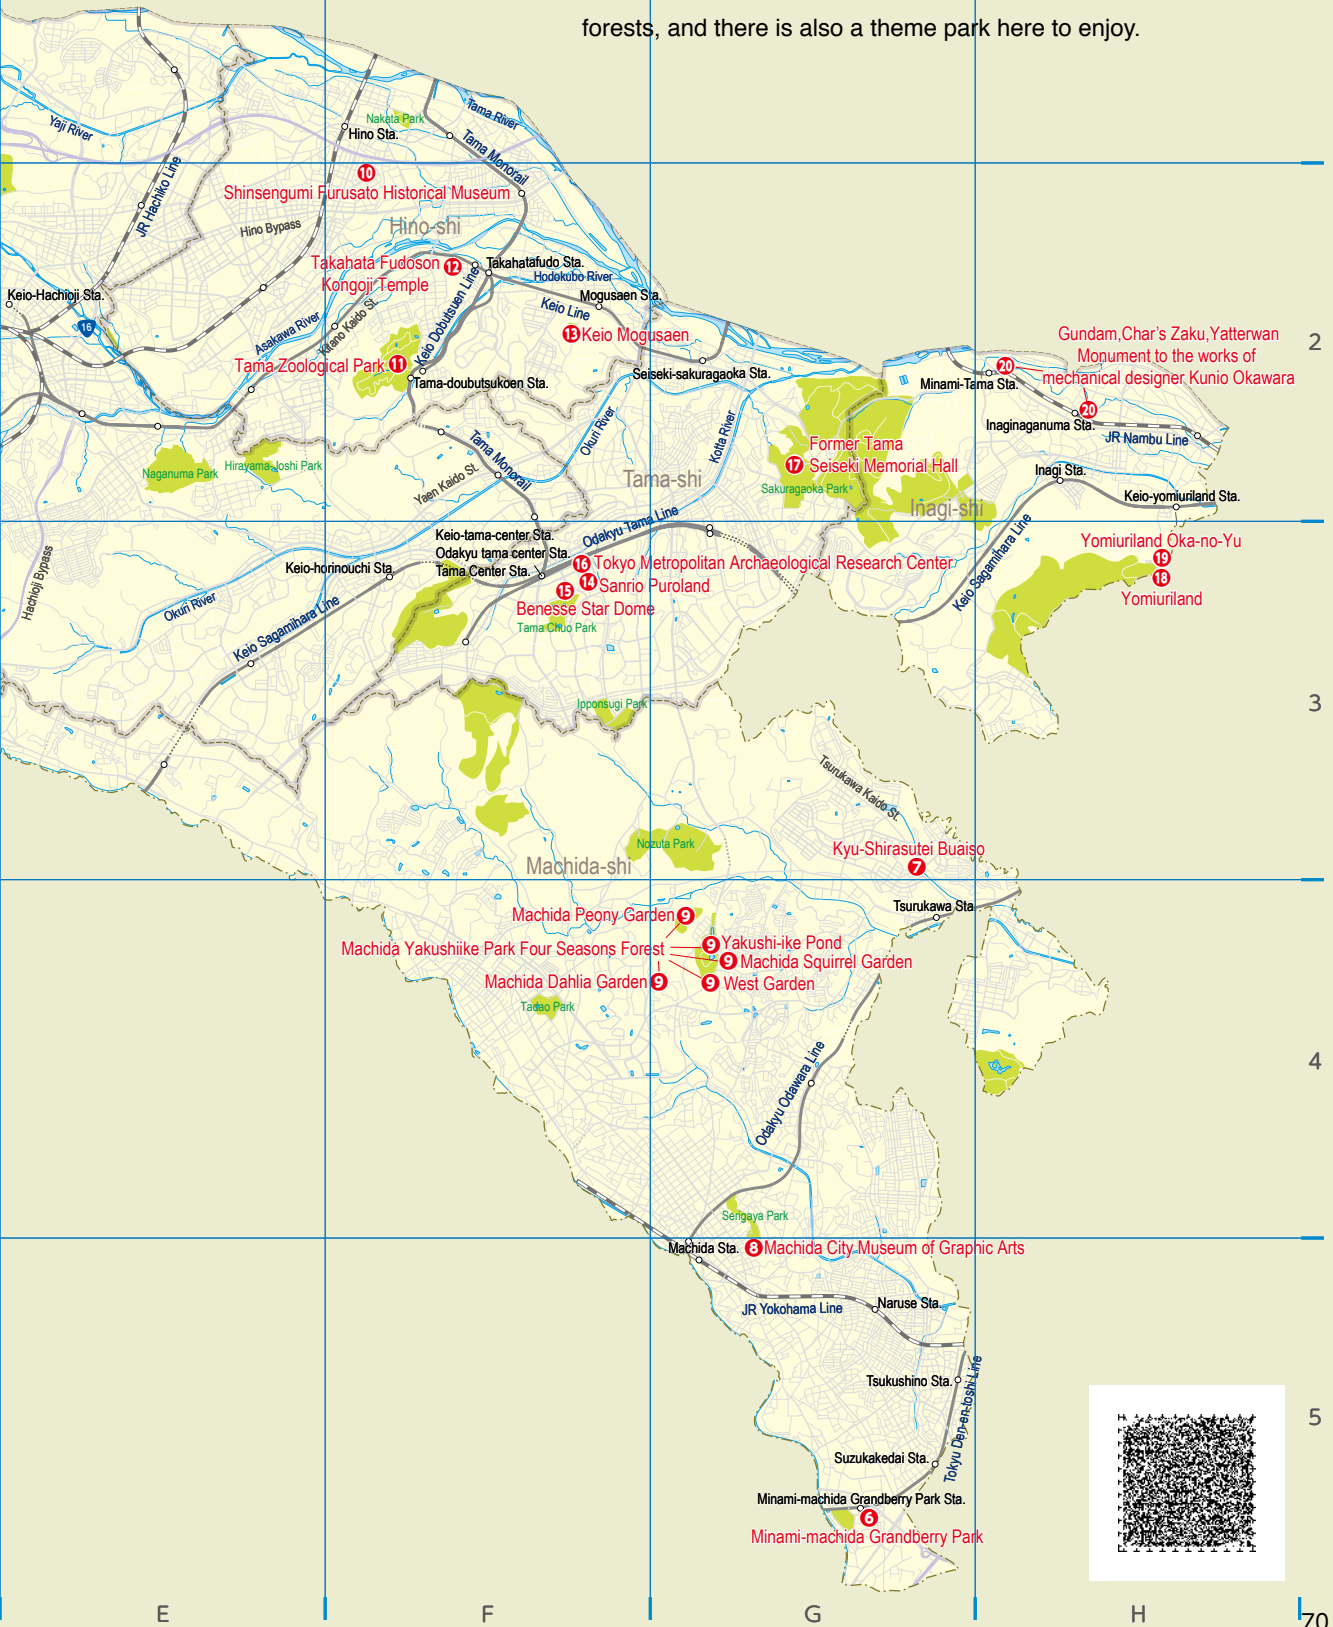 forests, and there is also a theme park here to enjoy.
Tama River
Nakata Park
Yaji River
Hino Sta.
Tama Monorail
JR Hachiko Line
10
Shinsengumi Furusato Historical Museum
Hino Bypass
Hino-shi
Takahata Fudoson
Kongoji Temple
12
Takahatafudo Sta.
Hodokubo River
Keio-Hachioji Sta.
Mogusaen Sta.
Keio Line
Kitano Kaido St.
Keio Dobutsuen Line
16
Asakawa River
13
Keio Mogusaen
Gundam,Char's Zaku,Yatterwan
Monument to the works of
mechanical designer Kunio Okawara
20
20
2
Tama Zoological Park
11
Seiseki-sakuragaoka Sta.
Tama-doubutsukoen Sta.
Minami-Tama Sta.
Inaginaganuma Sta.
JR Nambu Line
Okuri River
Kotta River
Tama Monorail
Former Tama
Seiseki Memorial Hall
17
Naganuma Park
Hirayama-Joshi Park
Yaen Kaido St.
Tama-shi
Sakuragaoka Park
Inagi Sta.
Keio-yomiuriland Sta.
Inagi-shi
Odakyu Tama Line
Keio-tama-center Sta.
Odakyu tama center Sta.
Tama Center Sta.
Keio-horinouchi Sta.
16
Tokyo Metropolitan Archaeological Research Center
14
Sanrio Puroland
15
Benesse Star Dome
Tama Chuo Park
Keio Sagamihara Line
Yomiuriland Oka-no-Yu
19
18
Yomiuriland
Hachioji Bypass
Okuri River
Keio Sagamihara Line
Ipponsugi Park
3
Tsurukawa Kaido St.
Nozuta Park
Machida-shi
Kyu-Shirasutei Buaiso
7
Tsurukawa Sta.
Machida Peony Garden
9
Machida Yakushiike Park Four Seasons Forest
9
Yakushi-ike Pond
9
Machida Squirrel Garden
Machida Dahlia Garden
9
9
West Garden
Tadao Park
4
Odakyu Odawara Line
Serigaya Park
Machida Sta.
8
Machida City Museum of Graphic Arts
JR Yokohama Line
Naruse Sta.
Tsukushino Sta.
Tokyu Den-en-toshi Line
5
Suzukakedai Sta.
Minami-machida Grandberry Park Sta.
6
Minami-machida Grandberry Park
E
F
G
H
70